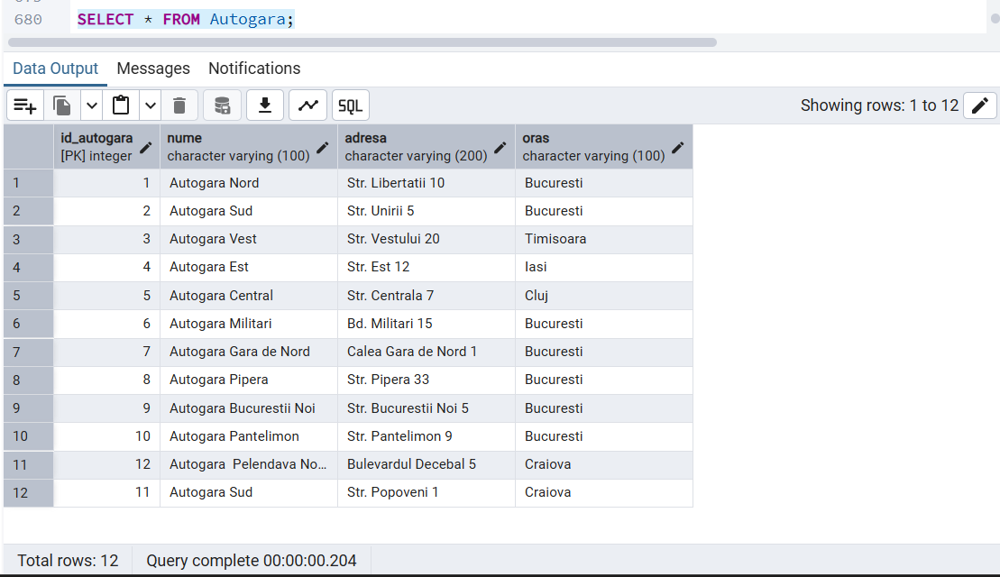 680 SELECT * FROM Autogara;
Data Output Messages Notifications
SQL Showing rows: 1 to 12
id_autogara nume adresa oras
[PK] integer character varying (100) character varying (200) character varying (100)
1 1 Autogara Nord Str. Libertatii 10 Bucuresti
2 2 Autogara Sud Str. Unirii 5 Bucuresti
3 3 Autogara Vest Str. Vestului 20 Timisoara
4 4 Autogara Est Str. Est 12 Iasi
5 5 Autogara Central Str. Centrala 7 Cluj
6 6 Autogara Militari Bd. Militari 15 Bucuresti
7 7 Autogara Gara de Nord Calea Gara de Nord 1 Bucuresti
8 8 Autogara Pipera Str. Pipera 33 Bucuresti
9 9 Autogara Bucurestii Noi Str. Bucurestii Noi 5 Bucuresti
10 10 Autogara Pantelimon Str. Pantelimon 9 Bucuresti
11 12 Autogara  Pelendava No... Bulevardul Decebal 5 Craiova
12 11 Autogara Sud Str. Popoveni 1 Craiova
Total rows: 12 Query complete 00:00:00.204